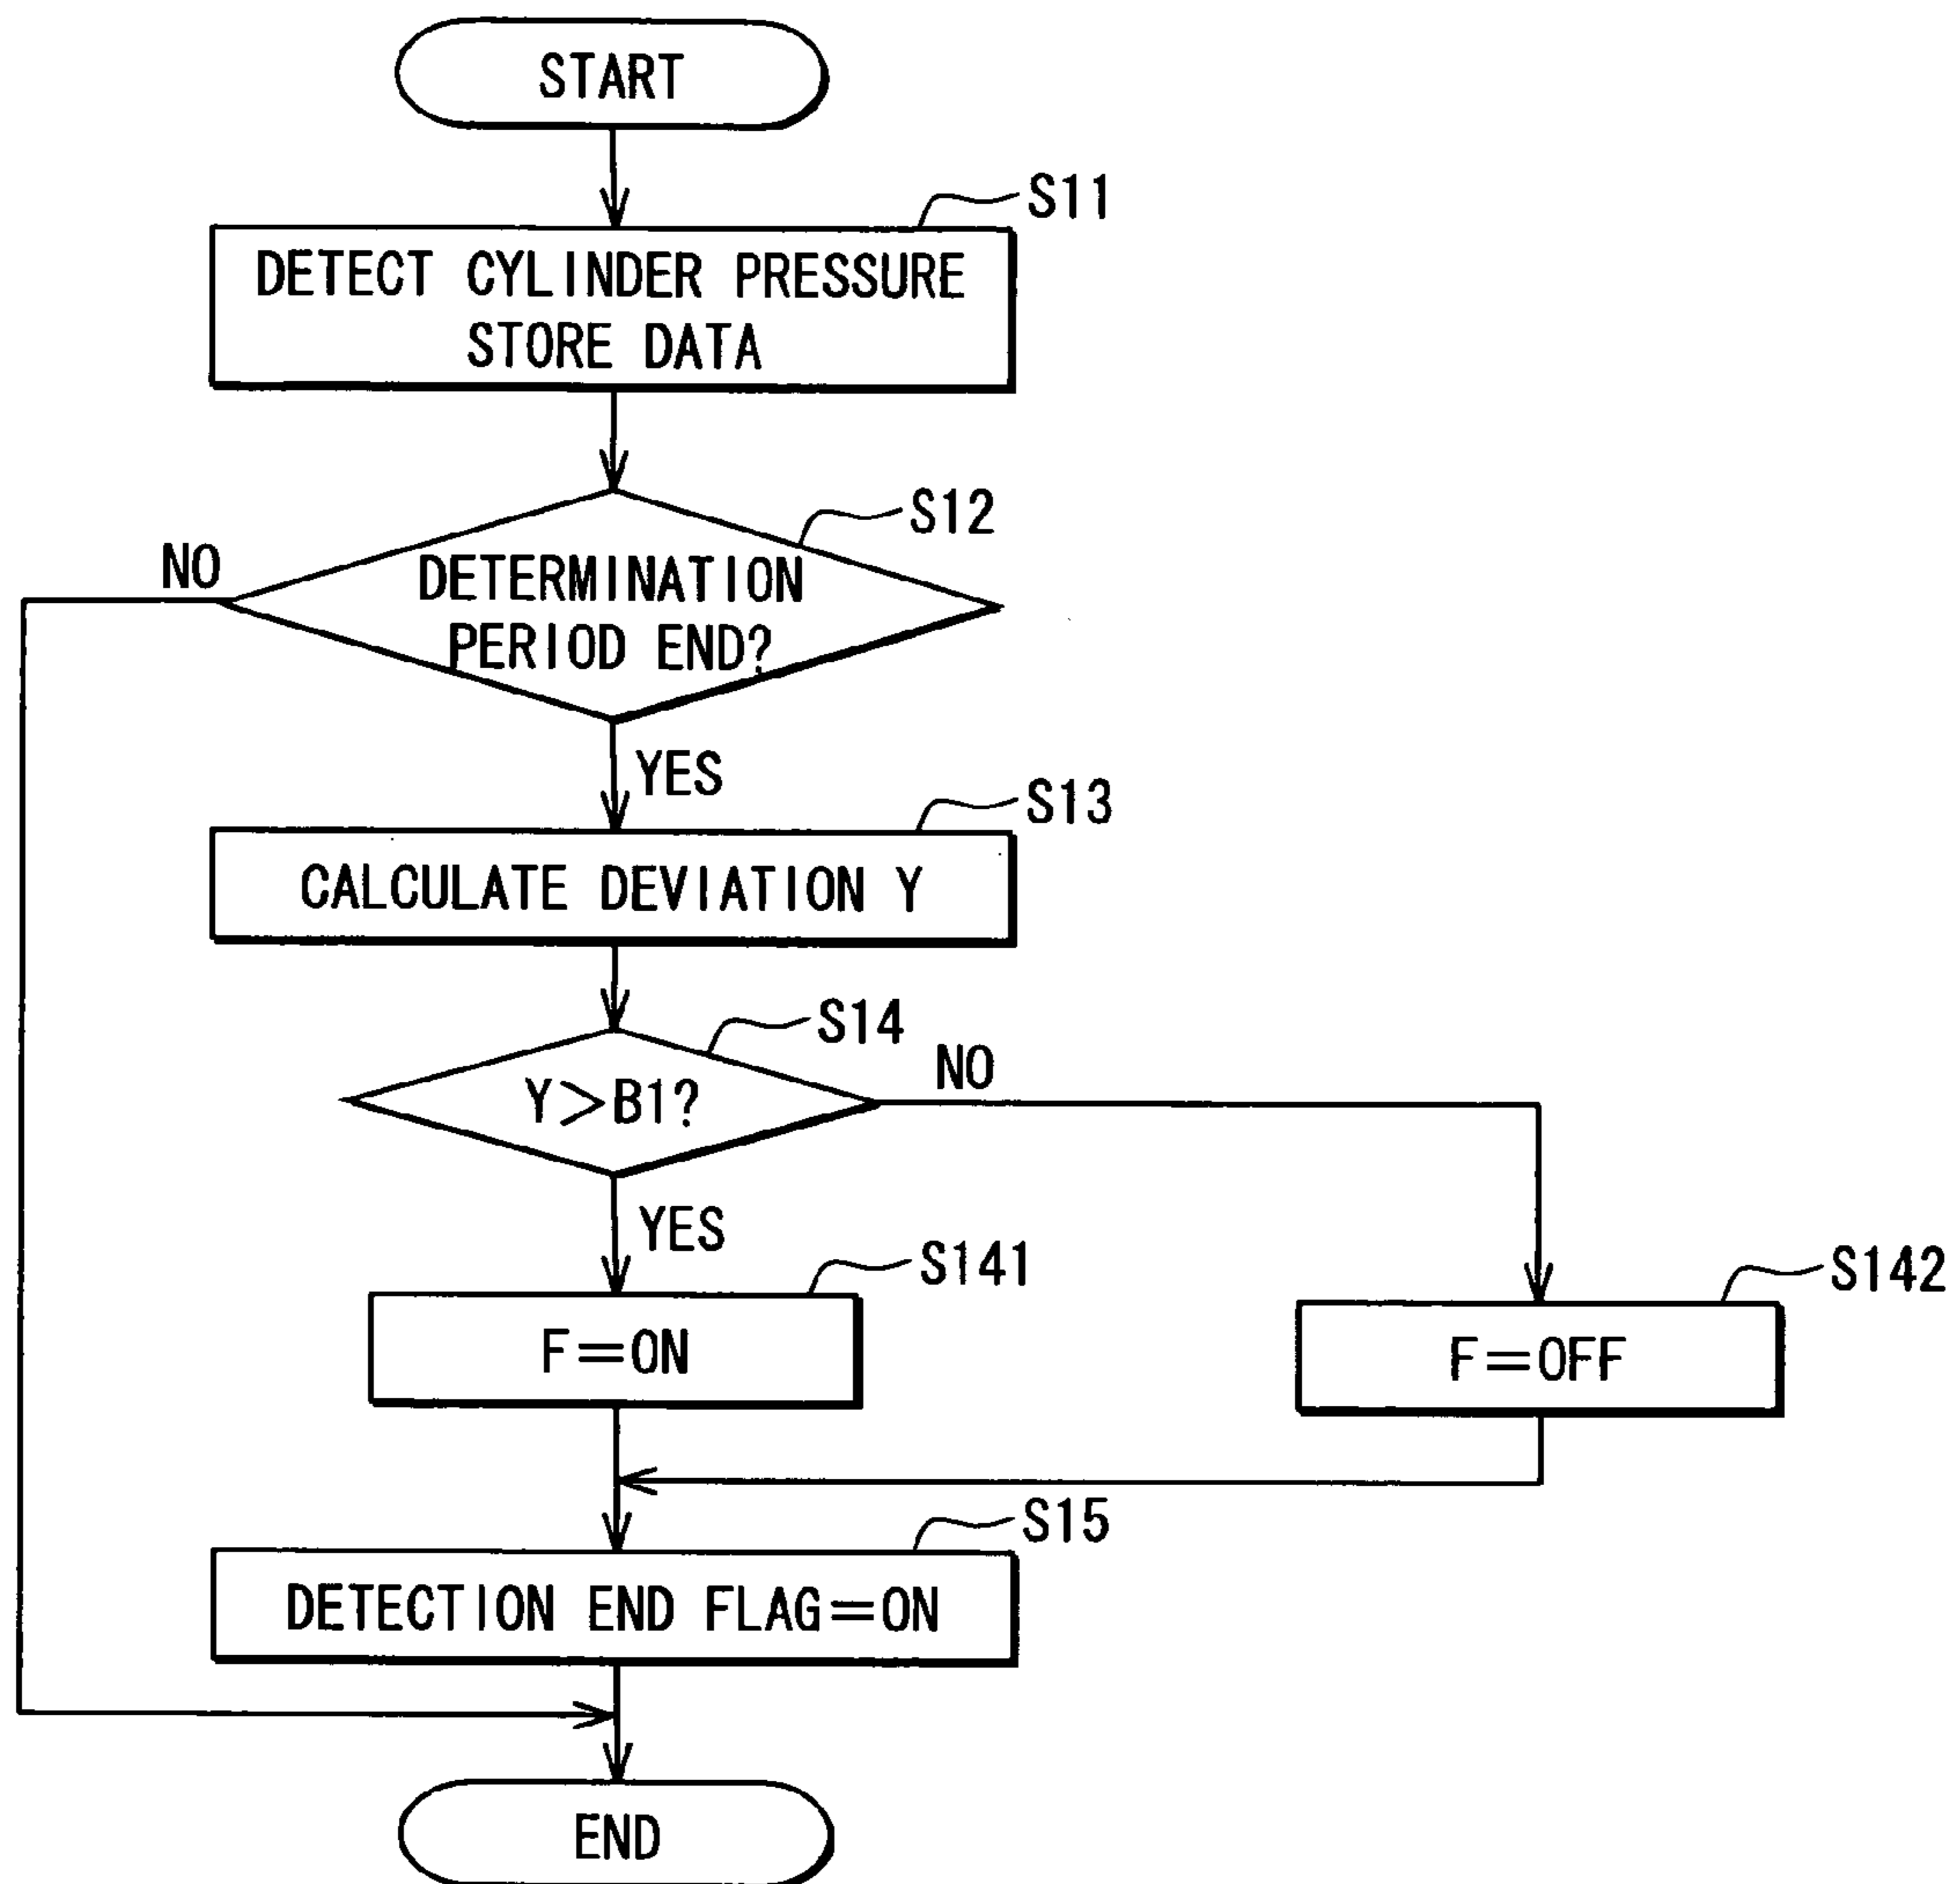 START
S11
DETECT CYLINDER PRESSURE
STORE DATA
S12
NO
DETERMINATION
PERIOD END?
YES
S13
CALCULATE DEVIATION Y
S14
NO
Y>B1?
YES
S141
S142
F=ON
F=OFF
S15
DETECTION END FLAG=ON
END